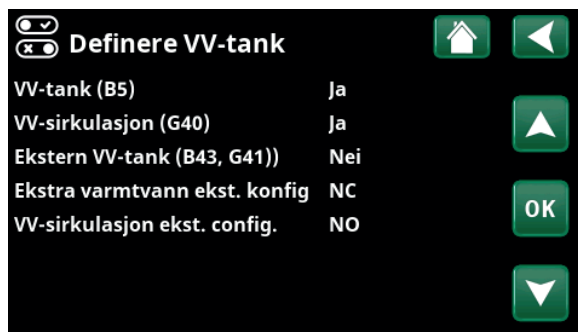 Definere VV-tank
VV-tank (B5) Ja
VV-sirkulasjon (G40) Ja
Ekstern VV-tank (B43, G41)) Nei
Ekstra varmtvann ekst. konfig NC
VV-sirkulasjon ekst. config. NO
OK